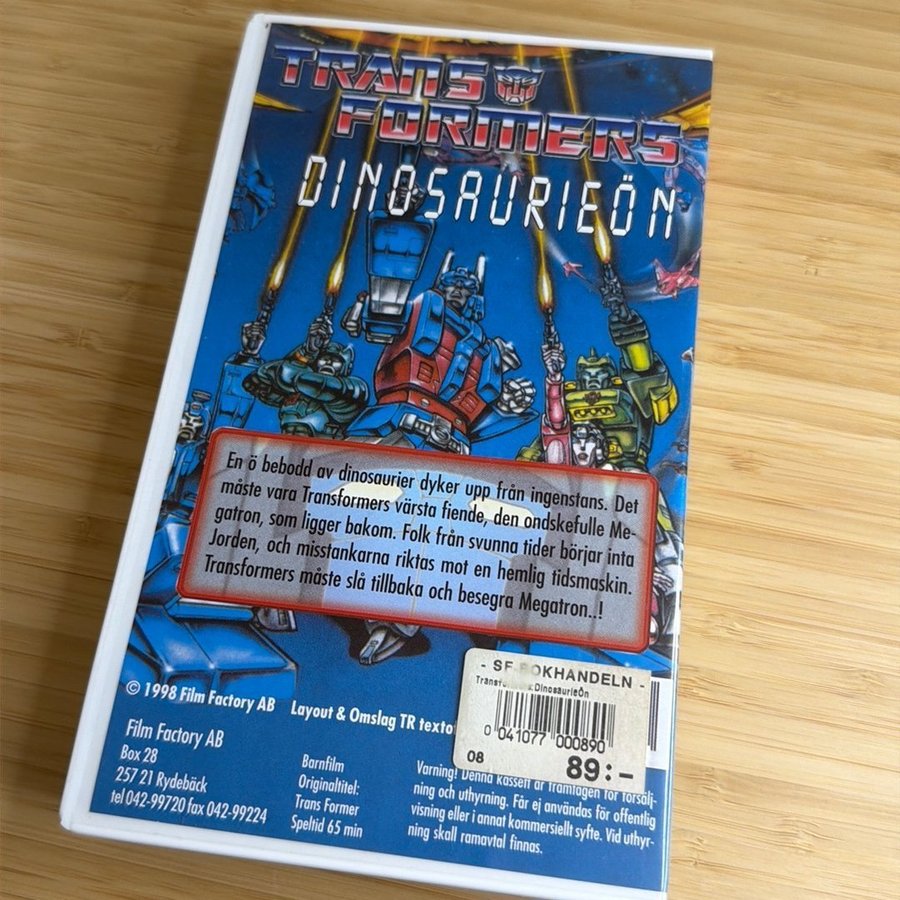 TRANS
FORMERS
DINOSAURIEÖN
En ö bebodd av dinosaurier dyker upp från ingenstans. Det
måste vara Transformers värsta fiende, den ondskefulle Me-
gatron, som ligger bakom. Folk från svunna tider börjar inta
Jorden, och misstankarna riktas mot en hemlig tidsmaskin.
Transformers måste slå tillbaka och besegra Megatron..!
- SF-BOKHANDELN -
Transformers:DinosaurieÖn
0 041077 000890
08 89:-
© 1998 Film Factory AB Layout & Omslag TR texto
Film Factory AB
Box 28
257 21 Rydebäck
tel 042-99720 fax 042-99224
Barnfilm
Originaltitel:
Trans Former
Speltid 65 min
Varning! Denna kassett är framtagen för försälj-
ning och uthyrning. Får ej användas för offentlig
visning eller i annat kommersiellt syfte. Vid uthyr-
ning skall ramavtal finnas.